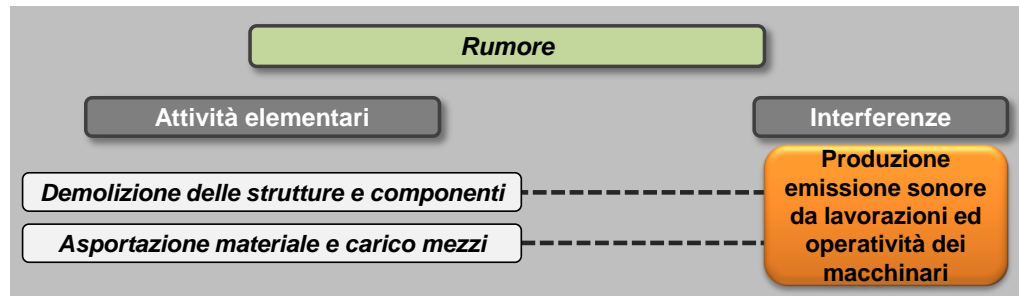 Rumore
Attività elementari
Interferenze
Demolizione delle strutture e componenti
Asportazione materiale e carico mezzi
Produzione
emissione sonore
da lavorazioni ed
operatività dei
macchinari